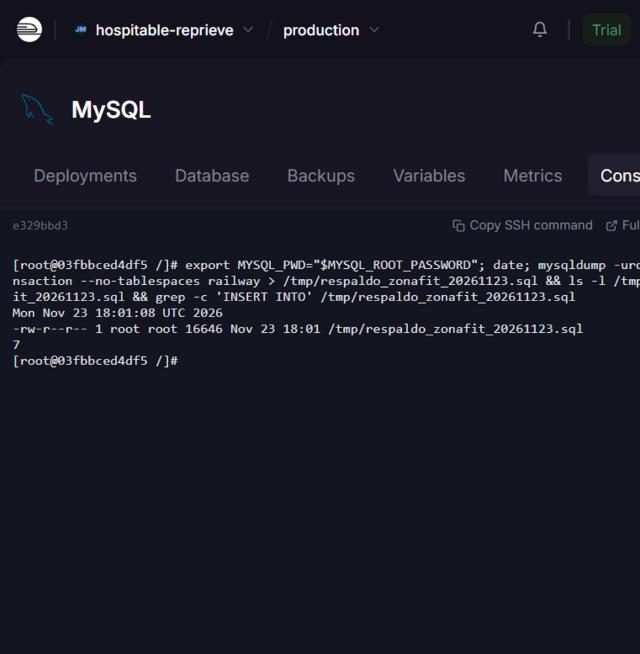 JM hospitable-reprieve / production Trial
MySQL
Deployments Database Backups Variables Metrics Cons
e329bbd3 Copy SSH command Ful
[root@03fbbced4df5 /]# export MYSQL_PWD="$MYSQL_ROOT_PASSWORD"; date; mysqldump -uro
nsaction --no-tablespaces railway > /tmp/respaldo_zonafit_20261123.sql && ls -l /tmp
it_20261123.sql && grep -c 'INSERT INTO' /tmp/respaldo_zonafit_20261123.sql
Mon Nov 23 18:01:08 UTC 2026
-rw-r--r-- 1 root root 16646 Nov 23 18:01 /tmp/respaldo_zonafit_20261123.sql
7
[root@03fbbced4df5 /]#